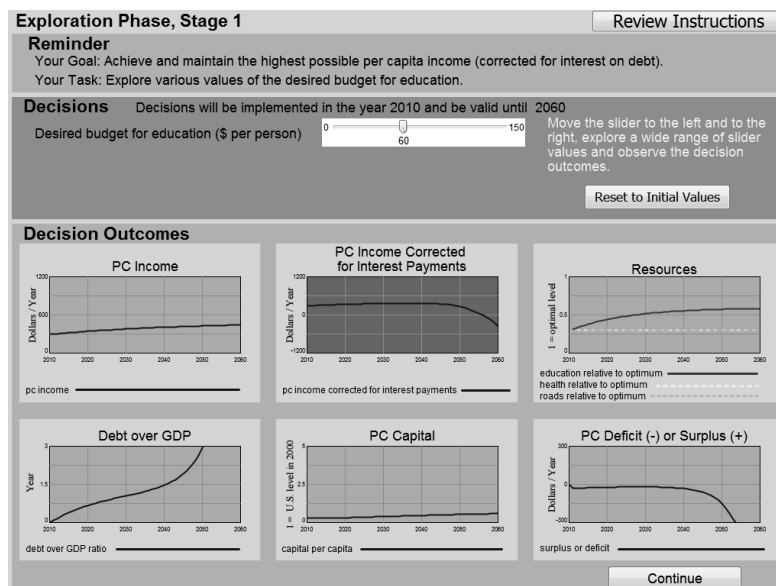 Exploration Phase, Stage 1
Review Instructions
Reminder
Your Goal: Achieve and maintain the highest possible per capita income (corrected for interest on debt).
Your Task: Explore various values of the desired budget for education.
Decisions Decisions will be implemented in the year 2010 and be valid until 2060
Desired budget for education ($ per person)
0 150
60
Move the slider to the left and to the
right, explore a wide range of slider
values and observe the decision
outcomes.
Reset to Initial Values
Decision Outcomes
PC Income
1200
600
0
Dollars / Year
2010 2020 2030 2040 2050 2060
pc income
PC Income Corrected
for Interest Payments
1200
0
-1200
Dollars / Year
2010 2020 2030 2040 2050 2060
pc income corrected for interest payments
Resources
1
0.5
0
1 = optimal level
2010 2020 2030 2040 2050 2060
education relative to optimum
health relative to optimum
roads relative to optimum
Debt over GDP
3
1.5
0
Year
2010 2020 2030 2040 2050 2060
debt over GDP ratio
PC Capital
5
2.5
0
1 = U.S. level in 2000
2010 2020 2030 2040 2050 2060
capital per capita
PC Deficit (-) or Surplus (+)
300
0
-300
Dollars / Year
2010 2020 2030 2040 2050 2060
surplus or deficit
Continue